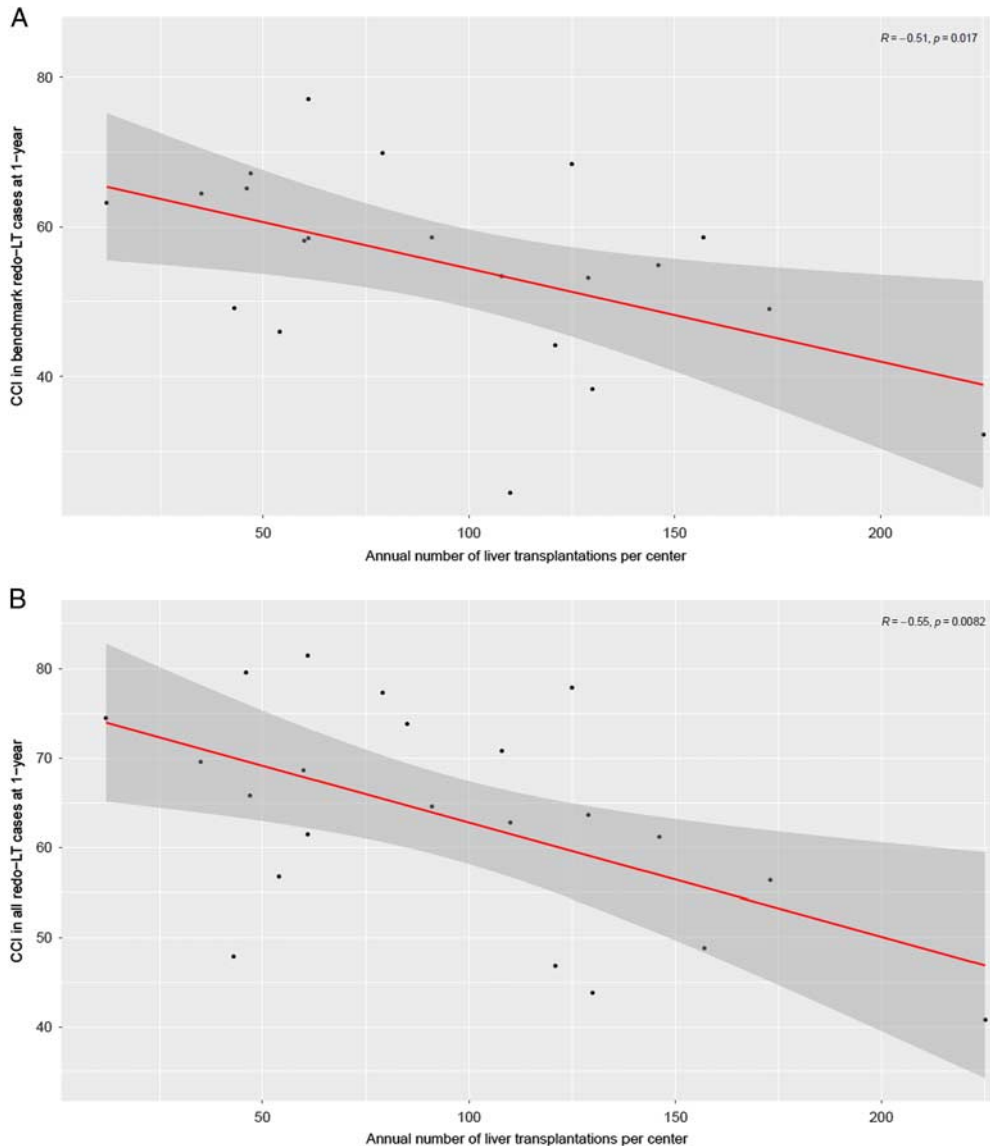 A
R = −0.51, p = 0.017
80
60
40
CCI in benchmark redo−LT cases at 1−year
50 100 150 200
Annual number of liver transplantations per center
B
R = −0.55, p = 0.0082
80
70
60
50
40
CCI in all redo−LT cases at 1−year
50 100 150 200
Annual number of liver transplantations per center